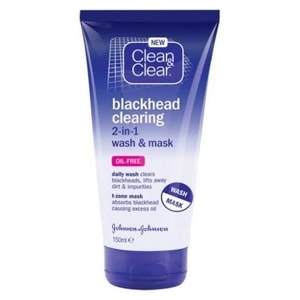 NEW
Clean &
Clear
blackhead
clearing
2-in-1
wash & mask
OIL-FREE
daily wash clears
blackheads, lifts away
dirt & impurities
t-zone mask
absorbs blackhead
causing excess oil
WASH
MASK
Johnson & Johnson
150ml e